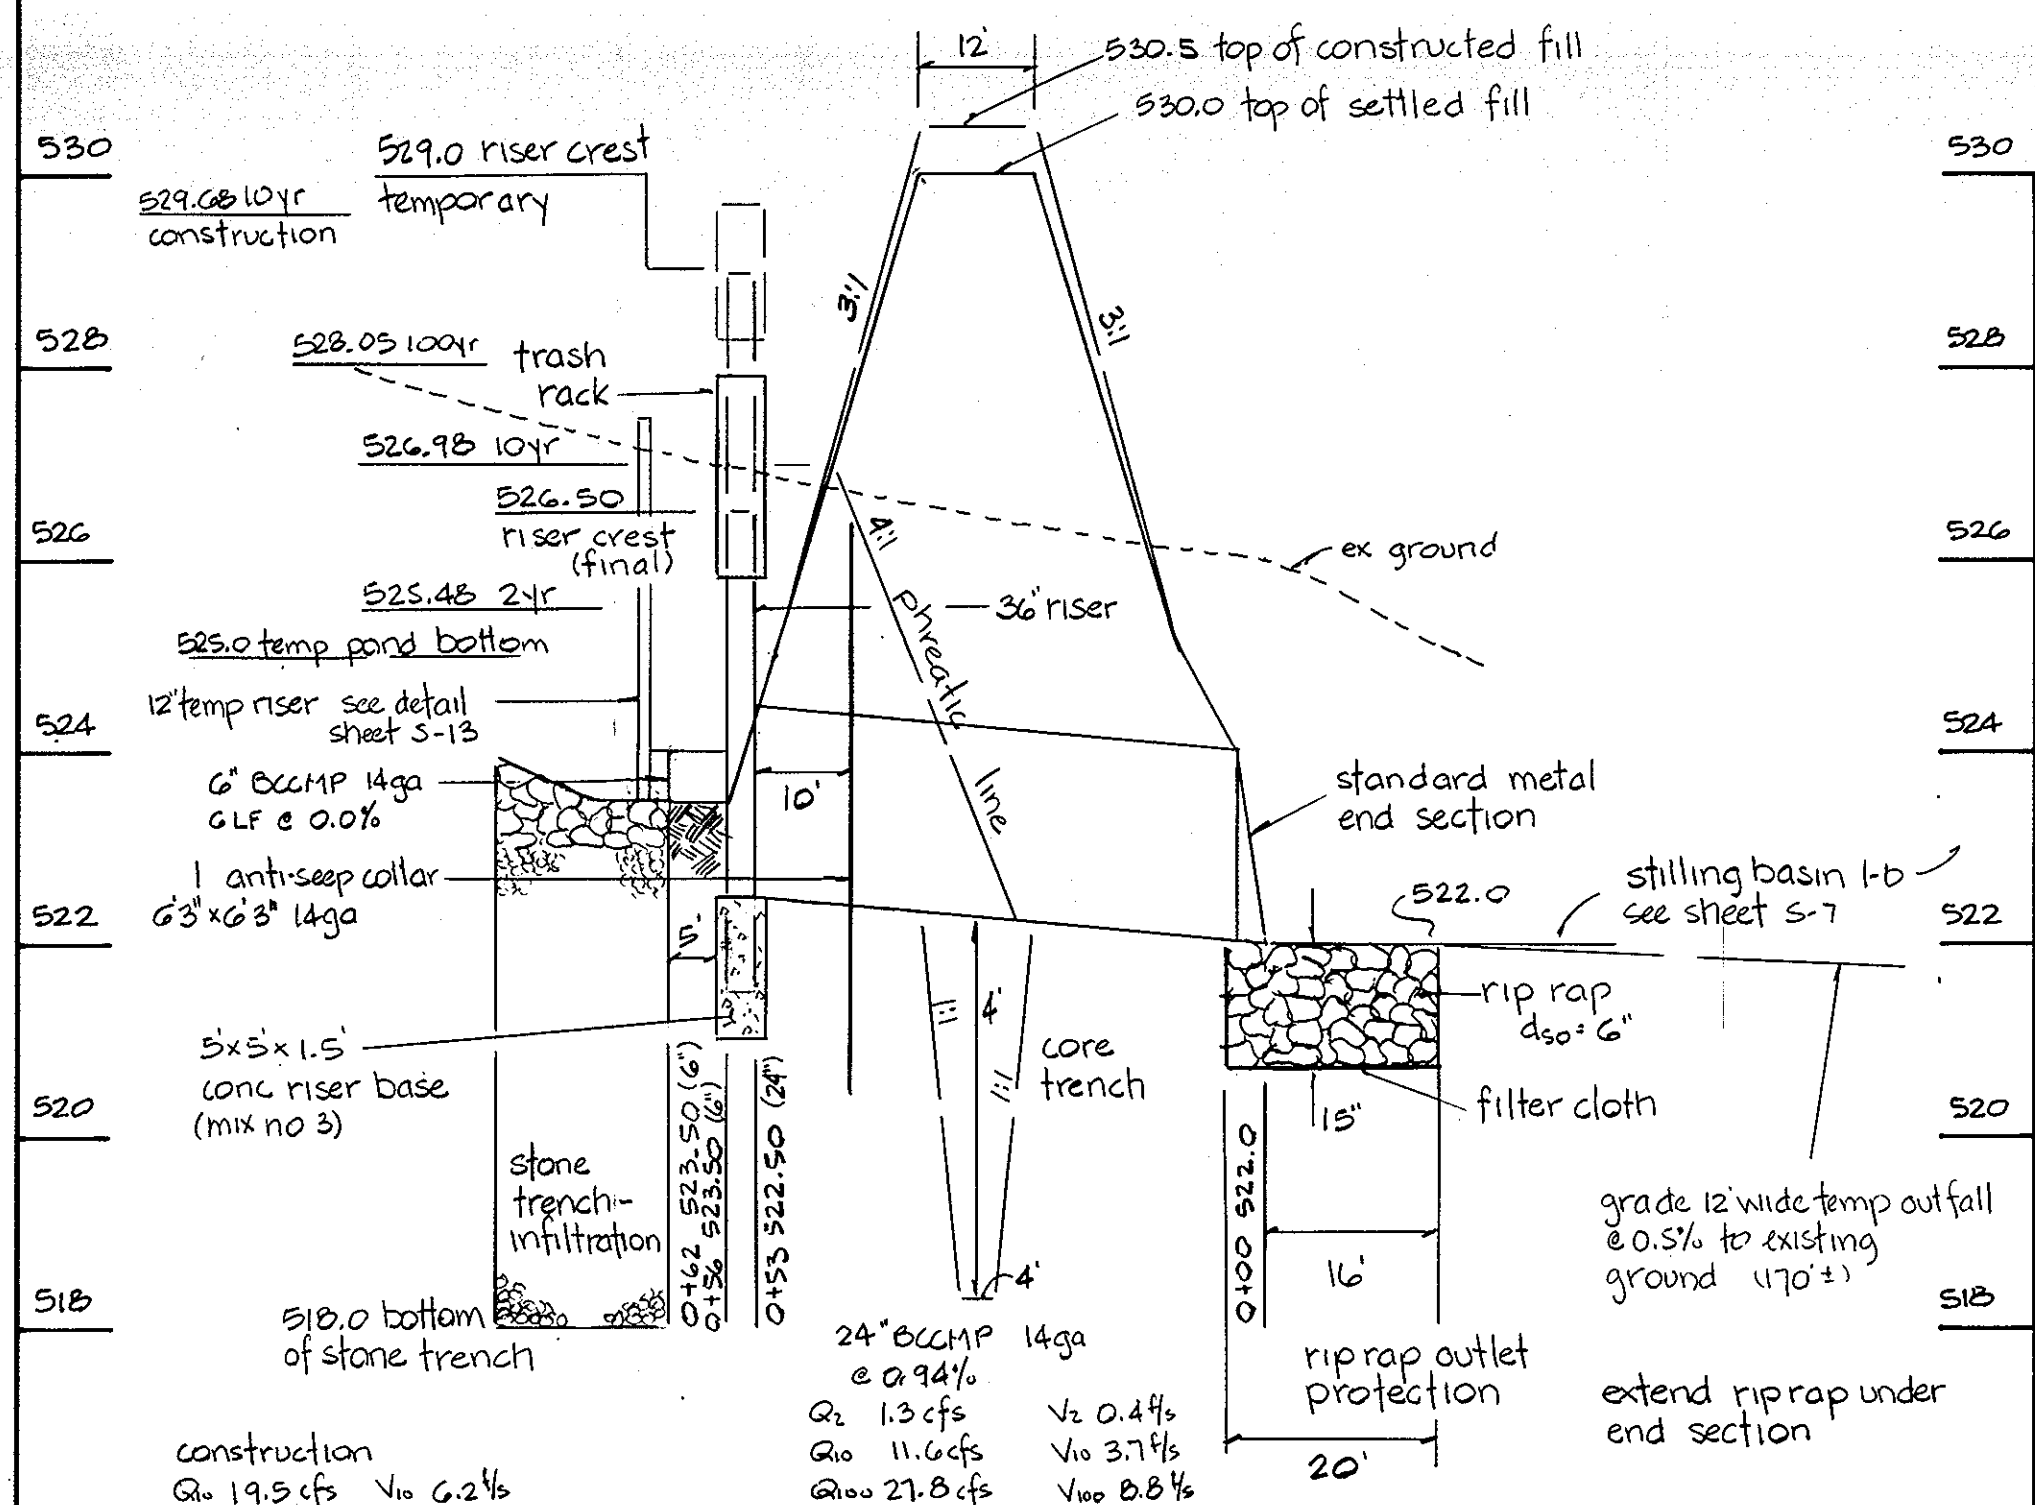 12'
530.5 top of constructed fill
530.0 top of settled fill
530
529.0 riser crest
temporary
530
529.68 10yr
construction
3:1
3:1
528
528.05 100yr
trash
rack
528
526.98 10yr
526.50
riser crest
(final)
526
4:1
ex ground
526
525.48 2yr
36" riser
phreatic
line
525.0 temp pond bottom
12" temp riser see detail
sheet S-13
524
524
6" BCCMP 14ga
6LF @ 0.0%
10'
standard metal
end section
1 anti-seep collar
6'3" x 6'3" 14ga
522
522.0
stilling basin 1-D
see sheet S-7
522
5'
1:1
4'
1:1
rip rap
d50 = 6"
5'x5'x1.5'
conc riser base
(mix no 3)
core
trench
520
filter cloth
15"
520
stone
trench-
infiltration
0+62 523.50 (6")
0+56 523.50 (6")
0+53 522.50 (24")
0+00 522.0
16'
grade 12' wide temp outfall
@ 0.5% to existing
ground (170'±)
518
518.0 bottom
of stone trench
4'
518
24" BCCMP 14ga
@ 0.94%
rip rap outlet
protection
extend rip rap under
end section
Q2 1.3 cfs V2 0.4 f/s
Q10 11.6 cfs V10 3.7 f/s
Q100 27.8 cfs V100 8.8 f/s
20'
construction
Q10 19.5 cfs V10 6.2 f/s